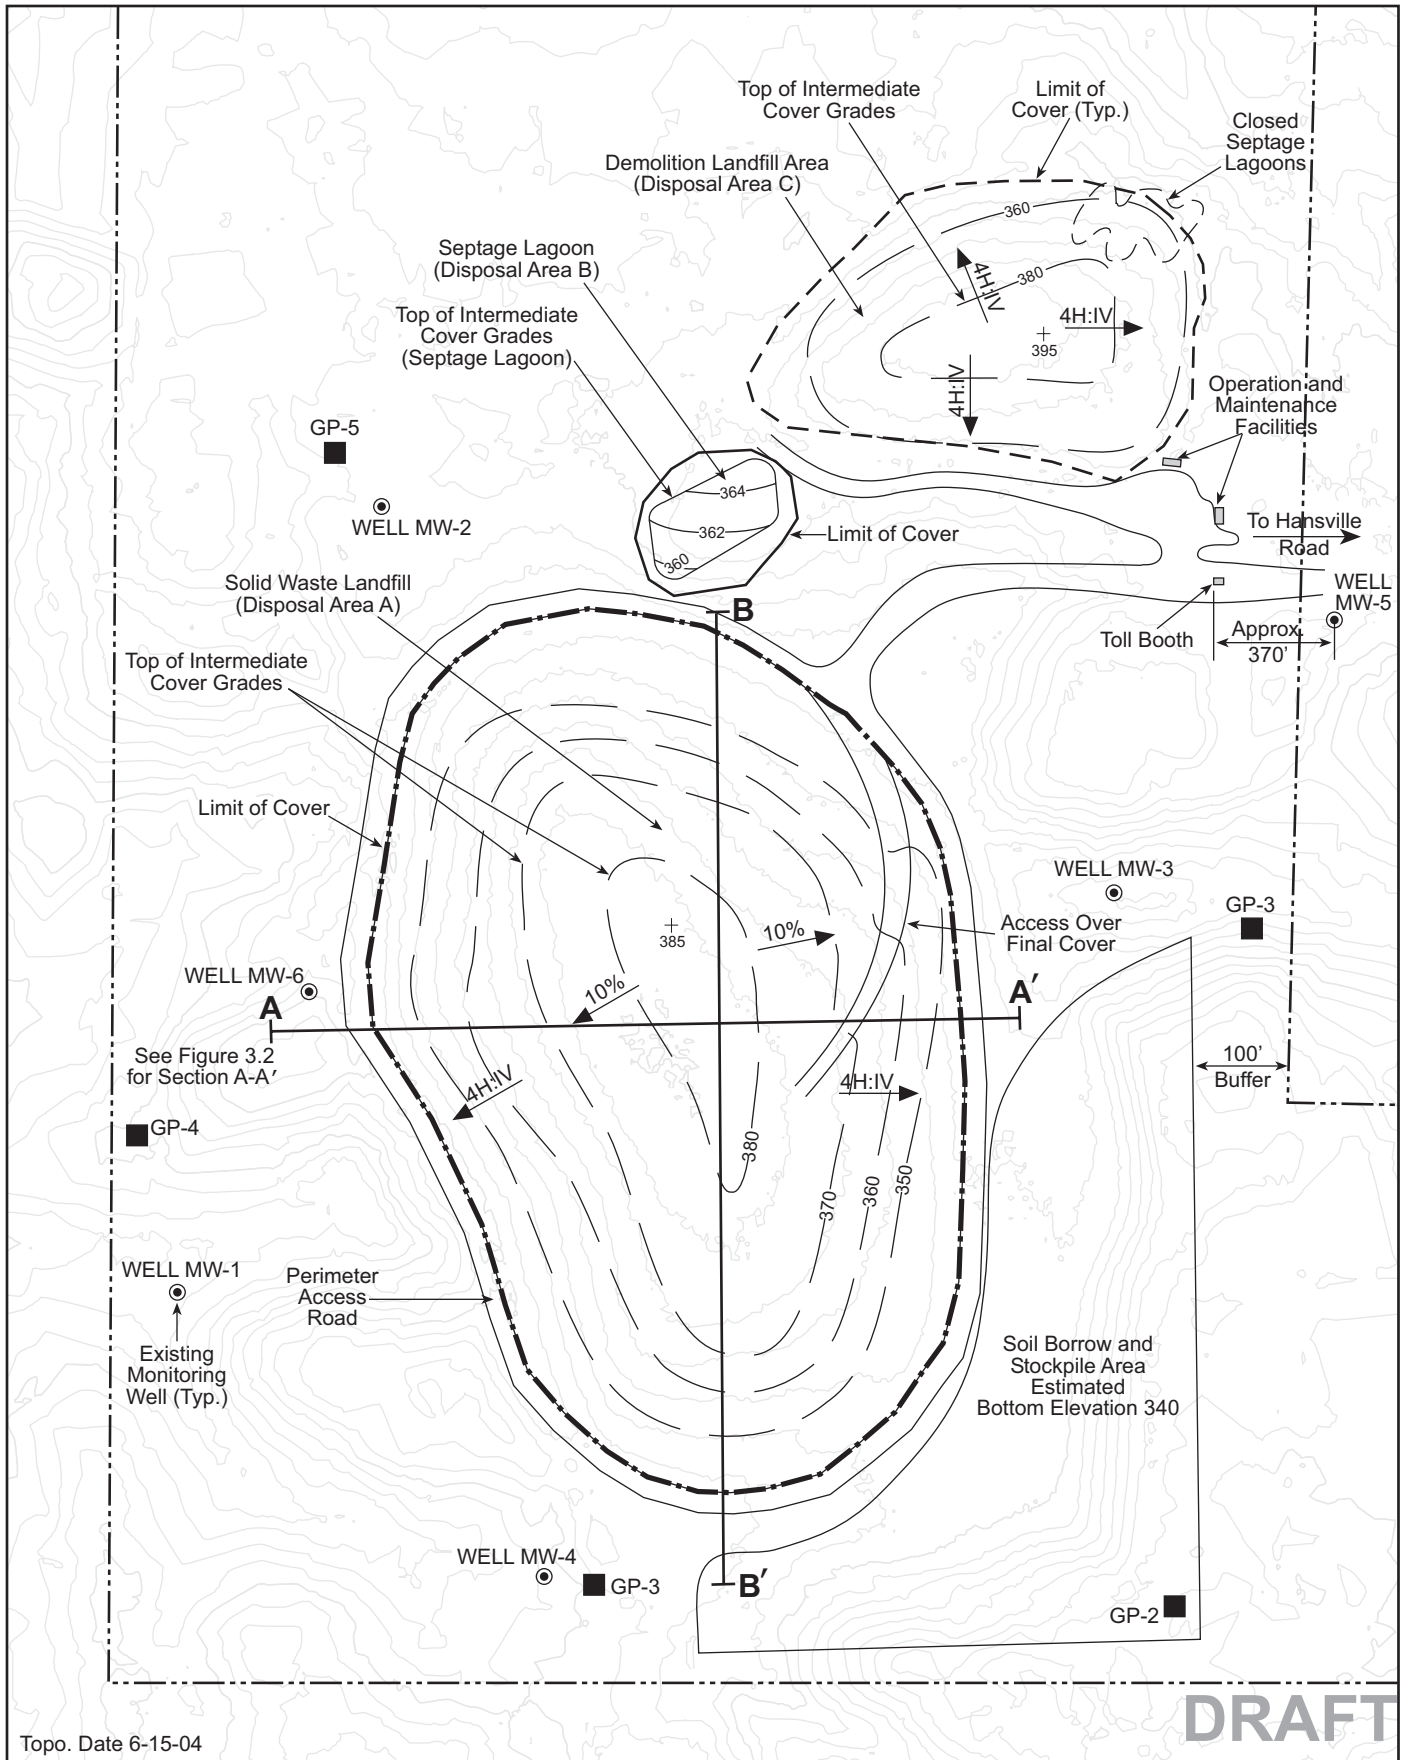 Top of Intermediate
Cover Grades
Limit of
Cover (Typ.)
Closed
Septage
Lagoons
Demolition Landfill Area
(Disposal Area C)
360
Septage Lagoon
(Disposal Area B)
380
4H:IV
4H:IV
395
4H:IV
Top of Intermediate
Cover Grades
(Septage Lagoon)
Operation and
Maintenance
Facilities
GP-5
WELL MW-2
364
362
360
Limit of Cover
To Hansville
Road
WELL
MW-5
Toll Booth
Approx.
370'
Solid Waste Landfill
(Disposal Area A)
B
Top of Intermediate
Cover Grades
Limit of Cover
WELL MW-3
GP-3
Access Over
Final Cover
385
10%
10%
WELL MW-6
A
A'
See Figure 3.2
for Section A-A'
100'
Buffer
4H:IV
4H:IV
GP-4
380
370
360
350
WELL MW-1
Existing
Monitoring
Well (Typ.)
Perimeter
Access
Road
Soil Borrow and
Stockpile Area
Estimated
Bottom Elevation 340
WELL MW-4
GP-3
B'
GP-2
DRAFT
Topo. Date 6-15-04